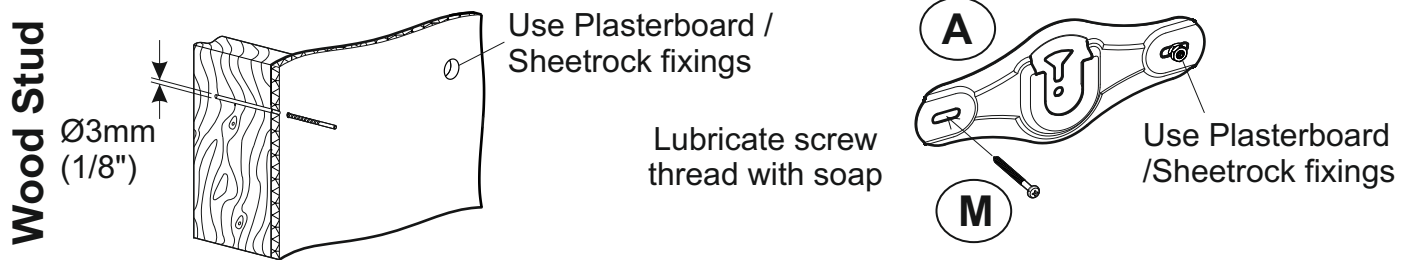 Wood Stud
Ø3mm
(1/8")
Use Plasterboard /
Sheetrock fixings
Lubricate screw
thread with soap
A
M
Use Plasterboard
/Sheetrock fixings